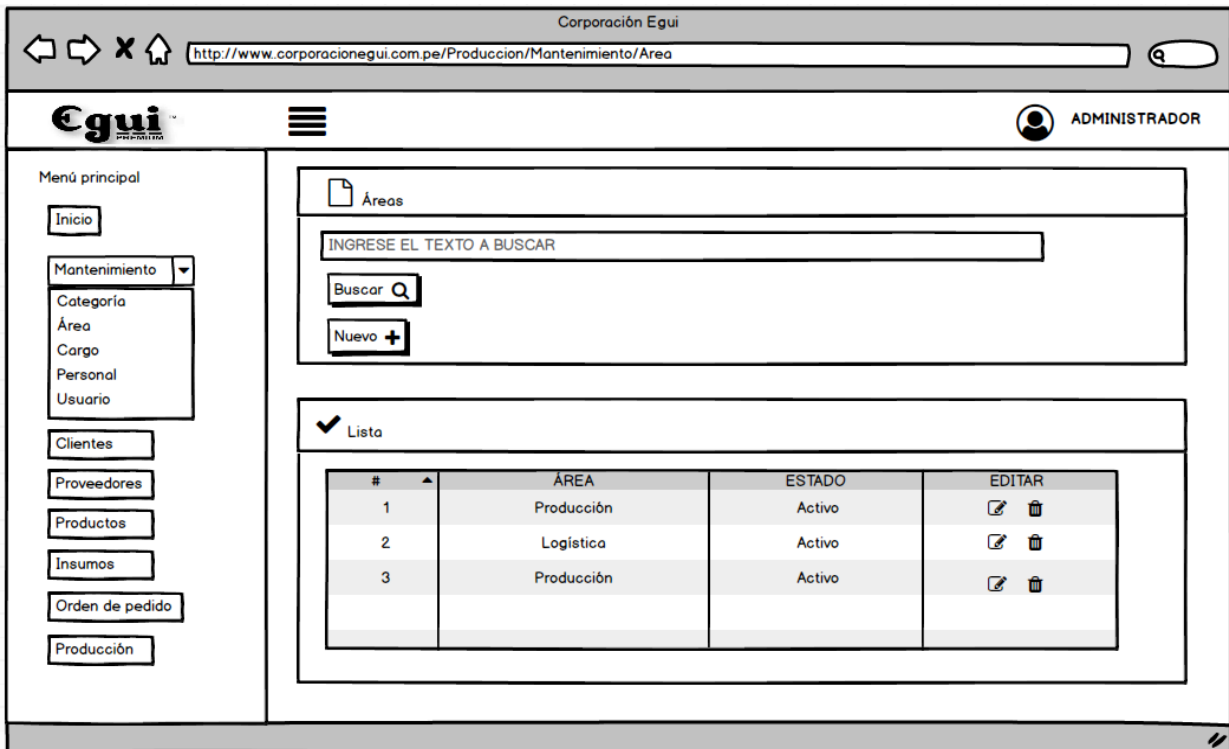 Corporación Egui
http://www.corporacionegui.com.pe/Produccion/Mantenimiento/Area
Egui ™
PREMIUM
ADMINISTRADOR
Menú principal
Inicio
Mantenimiento
Categoría
Área
Cargo
Personal
Usuario
Clientes
Proveedores
Productos
Insumos
Orden de pedido
Producción
Áreas
INGRESE EL TEXTO A BUSCAR
Buscar
Nuevo
Lista
# ÁREA ESTADO EDITAR
1 Producción Activo
2 Logística Activo
3 Producción Activo